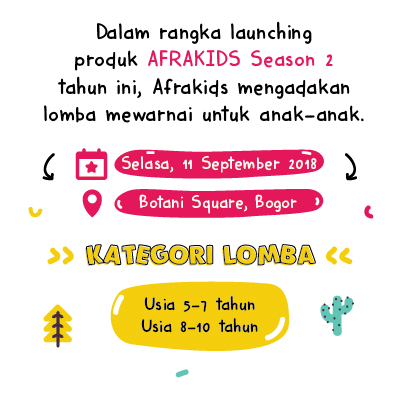 Dalam rangka launching
produk AFRAKIDS Season 2
tahun ini, Afrakids mengadakan
lomba mewarnai untuk anak-anak.
Selasa, 11 September 2018
Botani Square, Bogor
KATEGORI LOMBA
Usia 5-7 tahun
Usia 8-10 tahun